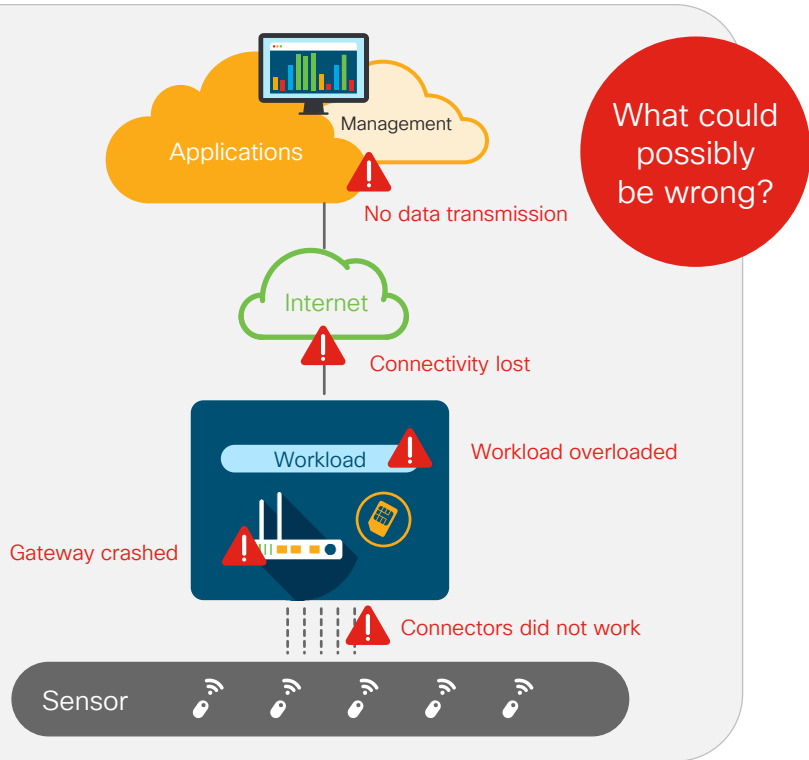 What could
possibly
be wrong?
Management
Applications
No data transmission
Internet
Connectivity lost
Workload
Workload overloaded
Gateway crashed
Connectors did not work
Sensor